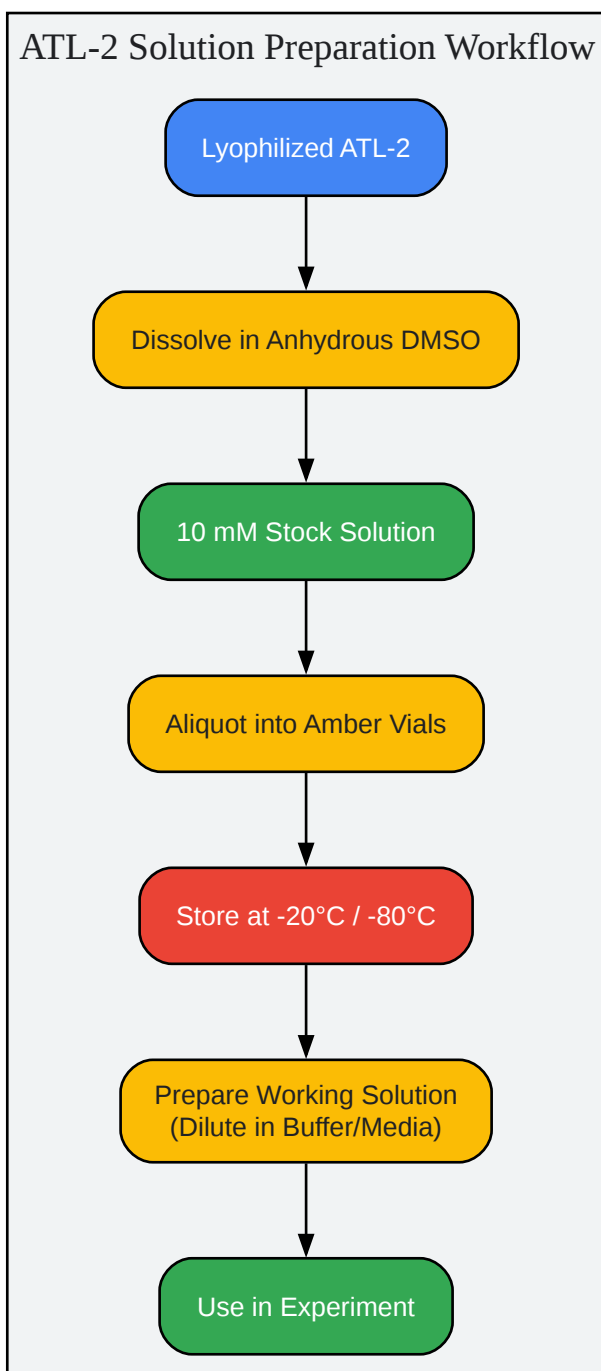 ATL-2 Solution Preparation Workflow
Lyophilized ATL-2
Dissolve in Anhydrous DMSO
10 mM Stock Solution
Aliquot into Amber Vials
Store at -20°C / -80°C
Prepare Working Solution
(Dilute in Buffer/Media)
Use in Experiment